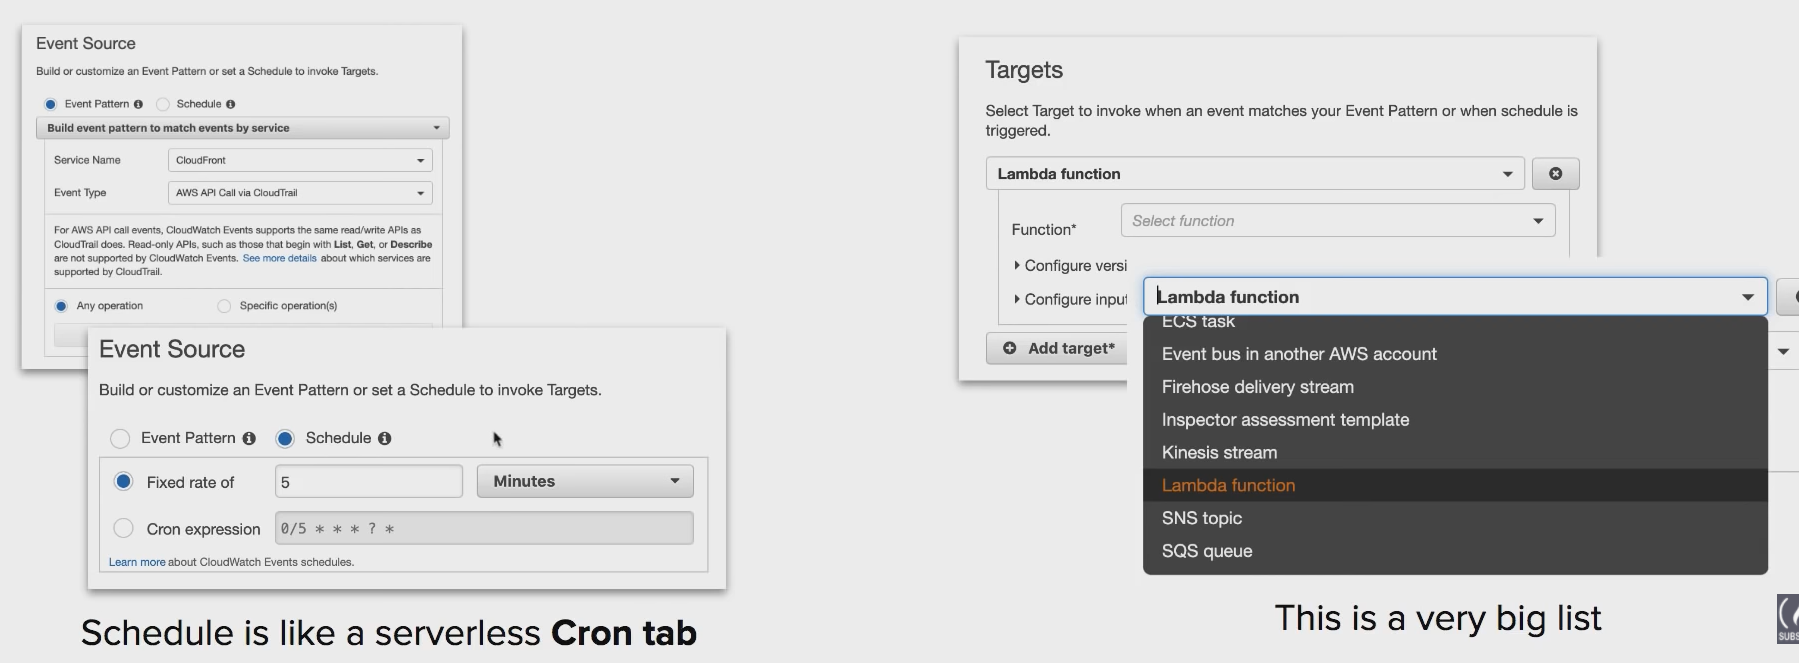 Event Source
Build or customize an Event Pattern or set a Schedule to invoke Targets.
Event Pattern Schedule
Build event pattern to match events by service
Service Name CloudFront
Event Type AWS API Call via CloudTrail
For AWS API call events, CloudWatch Events supports the same read/write APIs as
CloudTrail does. Read-only APIs, such as those that begin with List, Get, or Describe
are not supported by CloudWatch Events. See more details about which services are
supported by CloudTrail.
Any operation Specific operation(s)
Event Source
Build or customize an Event Pattern or set a Schedule to invoke Targets.
Event Pattern Schedule
Fixed rate of 5 Minutes
Cron expression 0/5 * * * ? *
Learn more about CloudWatch Events schedules.
Schedule is like a serverless Cron tab
Targets
Select Target to invoke when an event matches your Event Pattern or when schedule is
triggered.
Lambda function
Function* Select function
Configure versi
Configure input
Add target*
Lambda function
ECS task
Event bus in another AWS account
Firehose delivery stream
Inspector assessment template
Kinesis stream
Lambda function
SNS topic
SQS queue
This is a very big list
SUBS